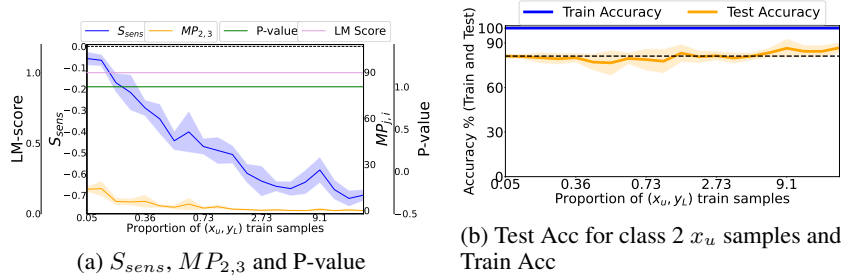 S_sens MP_2,3 P-value LM Score
LM-score
1.0
0.5
0.0
S_sens
0.0
−0.1
−0.2
−0.3
−0.4
−0.5
−0.6
−0.7
0.05 0.36 0.73 2.73 9.1
Proportion of (x_u, y_L) train samples
90
60
30
0
MP_j,i
1.0
0.5
0.0
−0.5
P-value
(a) S_sens, MP_2,3 and P-value
Train Accuracy Test Accuracy
Accuracy % (Train and Test)
100
90
60
30
0
0.05 0.36 0.73 2.73 9.1
Proportion of (x_u, y_L) train samples
(b) Test Acc for class 2 x_u samples and
Train Acc